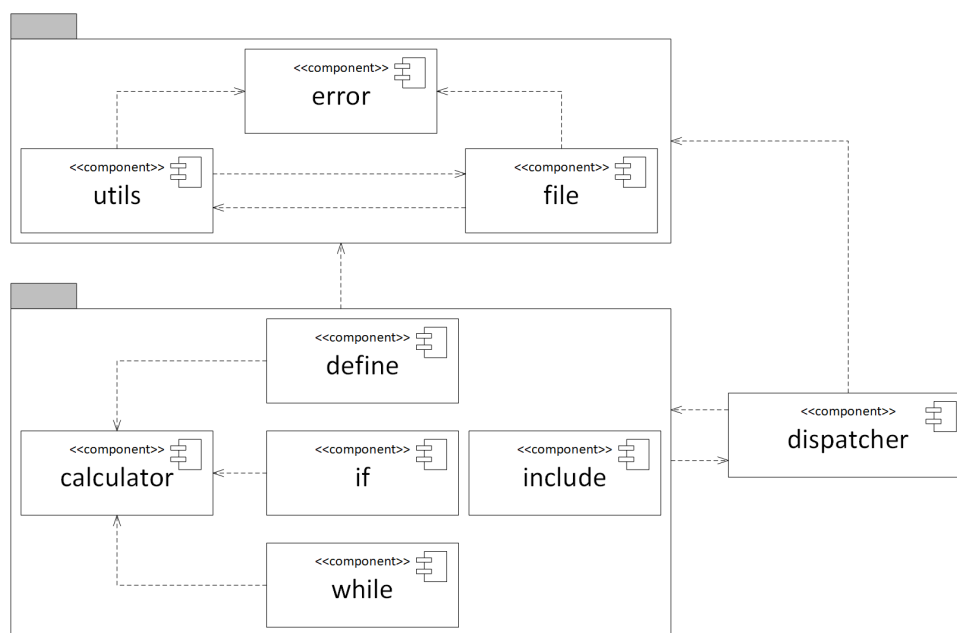 <<component>>
error
<<component>>
utils
<<component>>
file
<<component>>
define
<<component>>
dispatcher
<<component>>
calculator
<<component>>
if
<<component>>
include
<<component>>
while